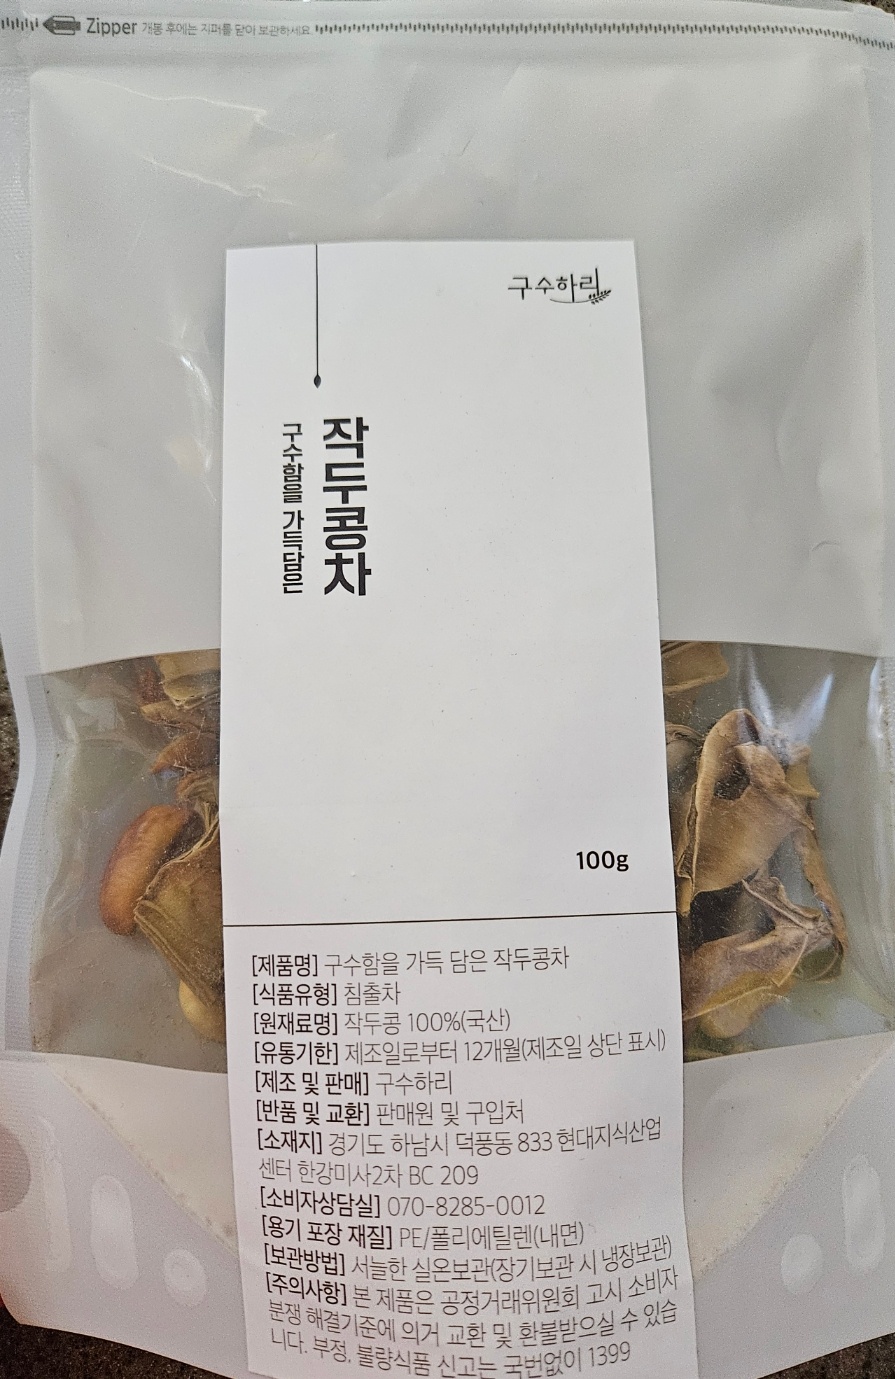 Zipper 개봉 후에는 지퍼를 닫아 보관하세요
구수하리
작두콩차
구수함을 가득담은
100g
[제품명] 구수함을 가득 담은 작두콩차
[식품유형] 침출차
[원재료명] 작두콩 100%(국산)
[유통기한] 제조일로부터 12개월(제조일 상단 표시)
[제조 및 판매] 구수하리
[반품 및 교환] 판매원 및 구입처
[소재지] 경기도 하남시 덕풍동 833 현대지식산업
센터 한강미사2차 BC 209
[소비자상담실] 070-8285-0012
[용기 포장 재질] PE/폴리에틸렌(내면)
[보관방법] 서늘한 실온보관(장기보관 시 냉장보관)
[주의사항] 본 제품은 공정거래위원회 고시 소비자
분쟁 해결기준에 의거 교환 및 환불받으실 수 있습
니다. 부정, 불량식품 신고는 국번없이 1399